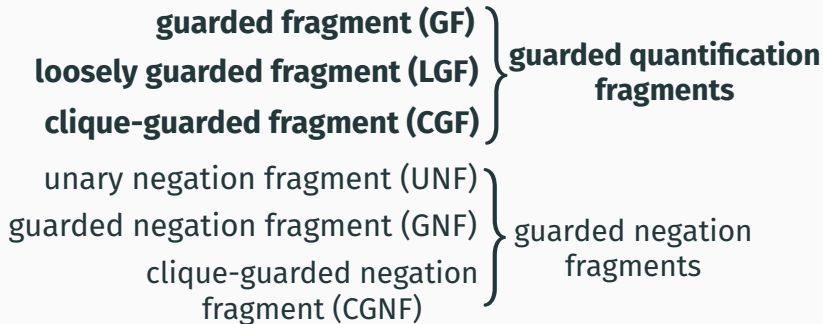 guarded fragment (GF)
loosely guarded fragment (LGF)
clique-guarded fragment (CGF)
guarded quantification
fragments
unary negation fragment (UNF)
guarded negation fragment (GNF)
clique-guarded negation
fragment (CGNF)
guarded negation
fragments